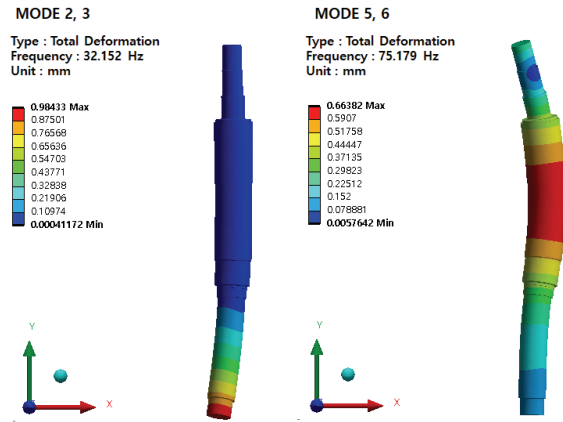 MODE 2, 3
Type : Total Deformation
Frequency : 32.152 Hz
Unit : mm
0.98433 Max
0.87501
0.76568
0.65636
0.54703
0.43771
0.32838
0.21906
0.10974
0.00041172 Min
Y
X
MODE 5, 6
Type : Total Deformation
Frequency : 75.179 Hz
Unit : mm
0.66382 Max
0.5907
0.51758
0.44447
0.37135
0.29823
0.22512
0.152
0.078881
0.0057642 Min
Y
X